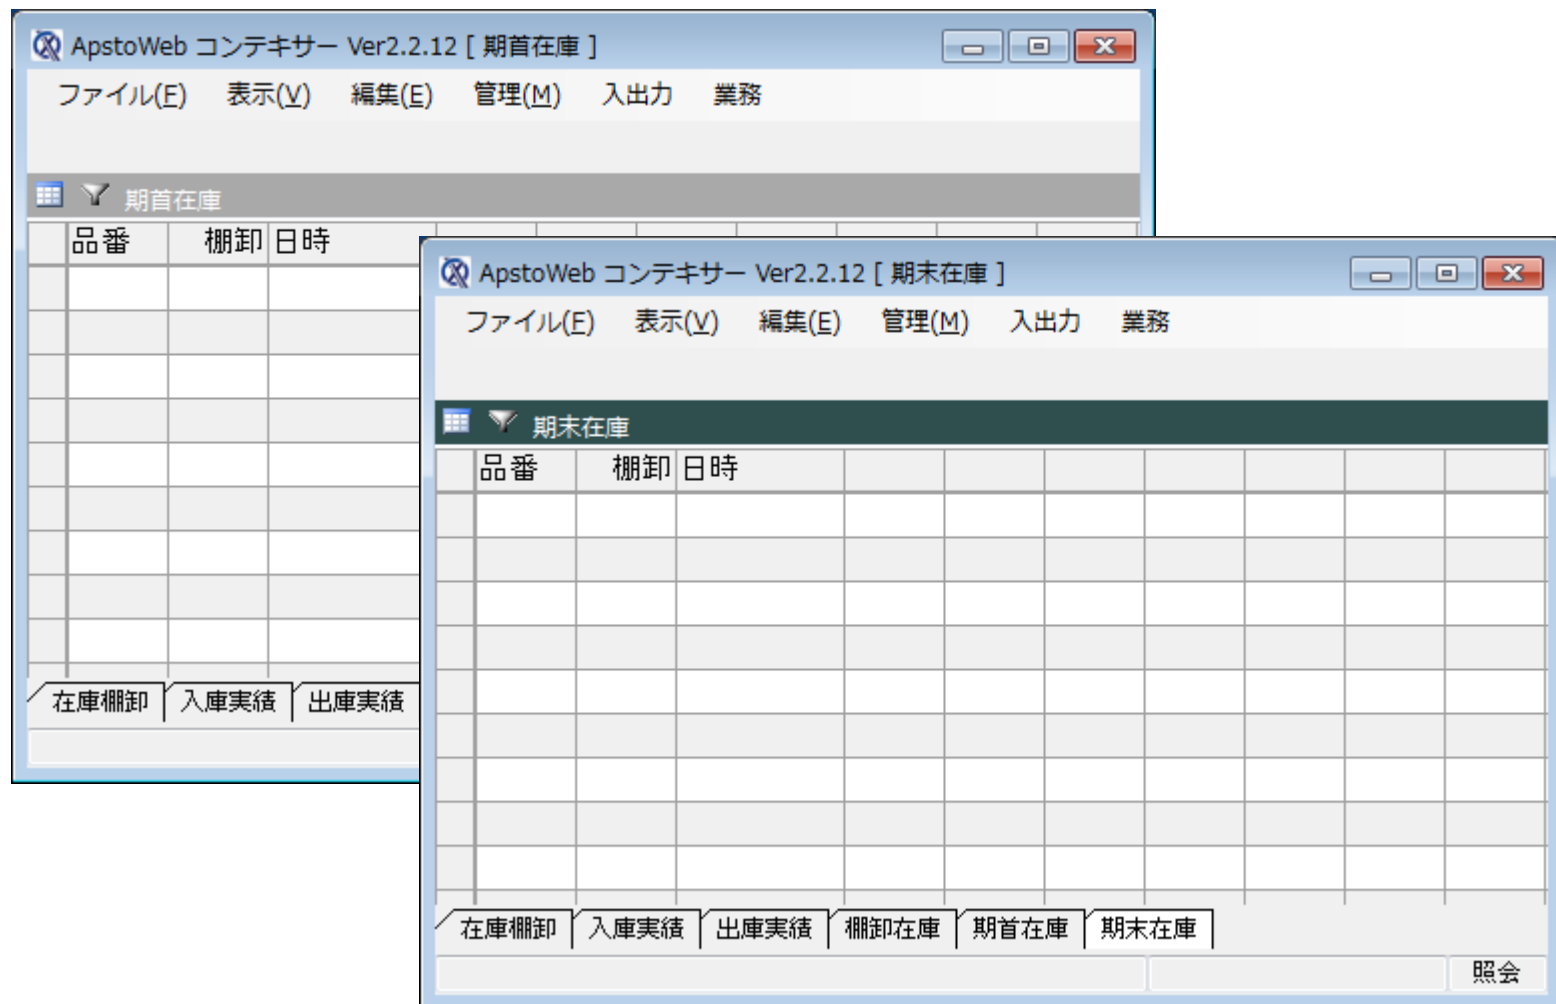 ApstoWeb コンテキサー Ver2.2.12 [ 期首在庫 ]
ファイル(F) 表示(V) 編集(E) 管理(M) 入出力 業務
期首在庫
品番 棚卸 日時
在庫棚卸 入庫実績 出庫実績
ApstoWeb コンテキサー Ver2.2.12 [ 期末在庫 ]
ファイル(F) 表示(V) 編集(E) 管理(M) 入出力 業務
期末在庫
品番 棚卸 日時
在庫棚卸 入庫実績 出庫実績 棚卸在庫 期首在庫 期末在庫
照会